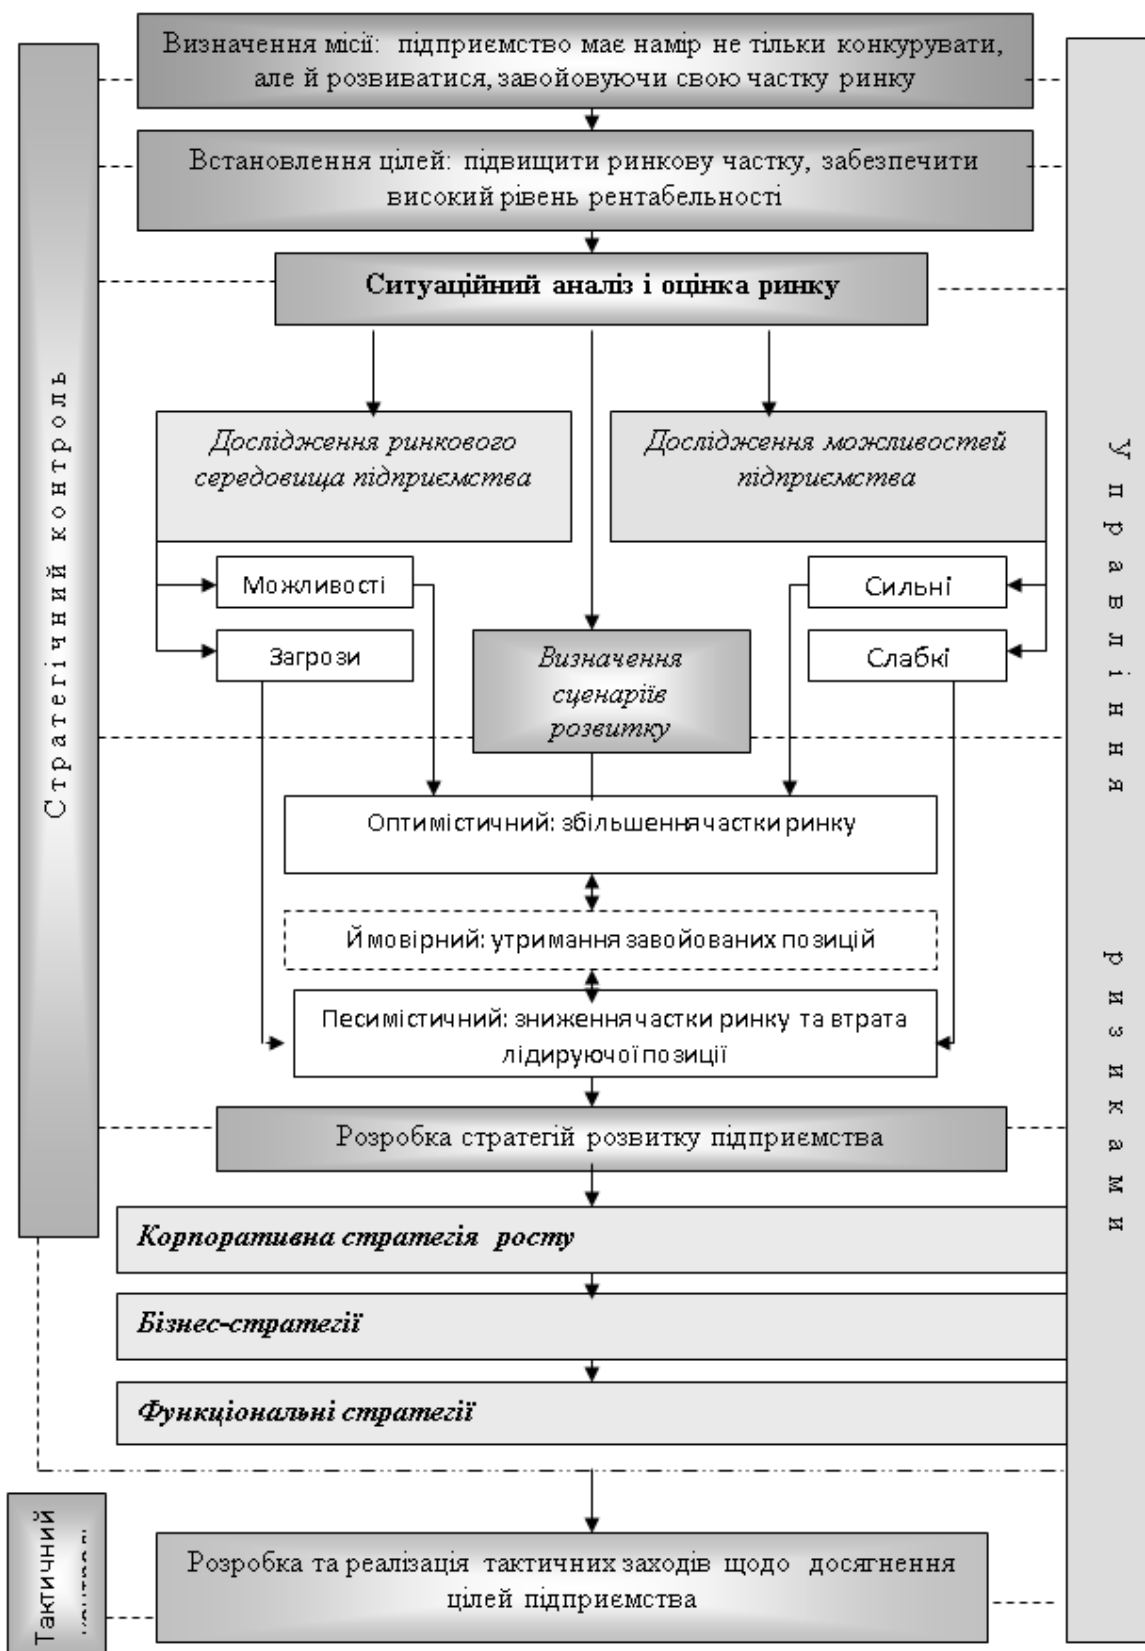 Визначення місії: підприємство має намір не тільки конкурувати,
але й розвиватися, завойовуючи свою частку ринку
Встановлення цілей: підвищити ринкову частку, забезпечити
високий рівень рентабельності
Ситуаційний аналіз і оцінка ринку
Стратегічний контроль
Управління ризиками
Дослідження ринкового
середовища підприємства
Дослідження можливостей
підприємства
Можливості
Загрози
Сильні
Слабкі
Визначення
сценаріїв
розвитку
Оптимістичний: збільшення частки ринку
Ймовірний: утримання завойованих позицій
Песимістичний: зниження частки ринку та втрата
лідируючої позиції
Розробка стратегій розвитку підприємства
Корпоративна стратегія росту
Бізнес-стратегії
Функціональні стратегії
Тактичний
Розробка та реалізація тактичних заходів щодо досягнення
цілей підприємства